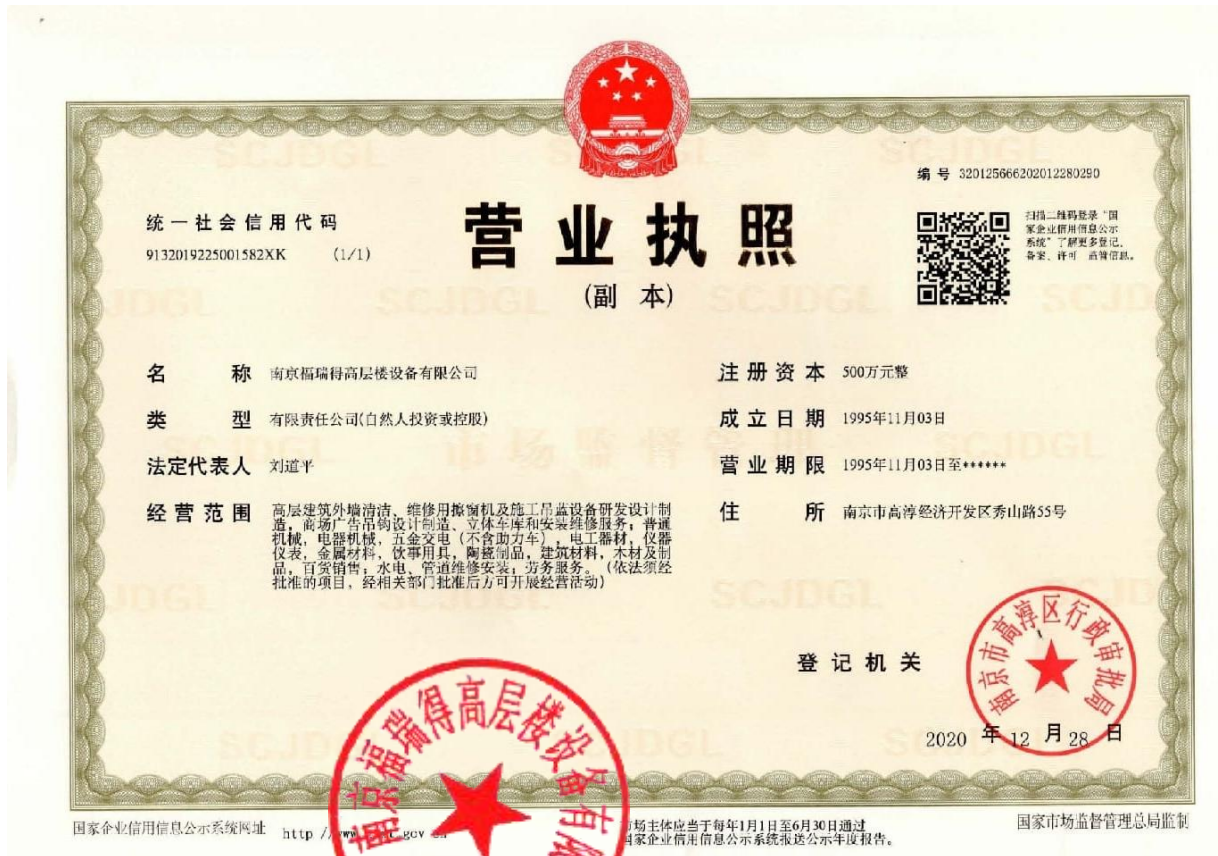 编号 320125666202012280290
统一社会信用代码
9132019225001582XK (1/1)
营业执照
(副 本)
扫描二维码登录“国
家企业信用信息公示
系统”了解更多登记、
备案、许可、监管信息。
名 称 南京福瑞得高层楼设备有限公司
类 型 有限责任公司(自然人投资或控股)
法定代表人 刘道平
经营范围 高层建筑外墙清洁、维修用擦窗机及施工吊蓝设备研发设计制
造,商场广告吊钩设计制造、立体车库和安装维修服务;普通
机械,电器机械,五金交电(不含助力车),电工器材,仪器
仪表,金属材料,饮事用具,陶瓷制品,建筑材料,木材及制
品,百货销售;水电、管道维修安装;劳务服务。(依法须经
批准的项目,经相关部门批准后方可开展经营活动)
注册资本 500万元整
成立日期 1995年11月03日
营业期限 1995年11月03日至******
住 所 南京市高淳经济开发区秀山路55号
登记机关
南京市高淳区行政审批局
2020 年 12 月 28 日
南京福瑞得高层楼设备有限
国家企业信用信息公示系统网址 http://www gov
市场主体应当于每年1月1日至6月30日通过
国家企业信用信息公示系统报送公示年度报告。
国家市场监督管理总局监制
SCJDGL
市场监督管理